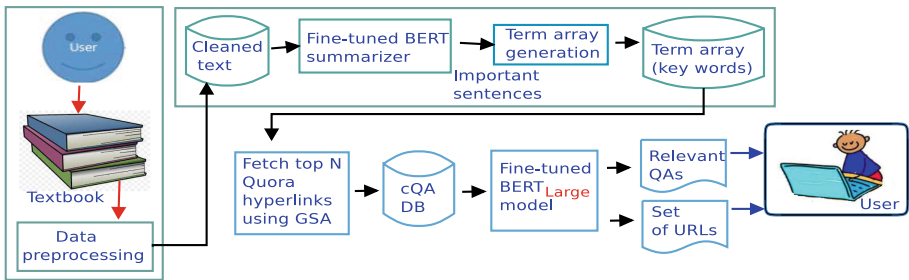 User
Textbook
Data
preprocessing
Cleaned
text
Fine-tuned BERT
summarizer
Term array
generation
Term array
(key words)
Important
sentences
Fetch top N
Quora
hyperlinks
using GSA
cQA
DB
Fine-tuned
BERT Large
model
Relevant
QAs
Set
of URLs
User